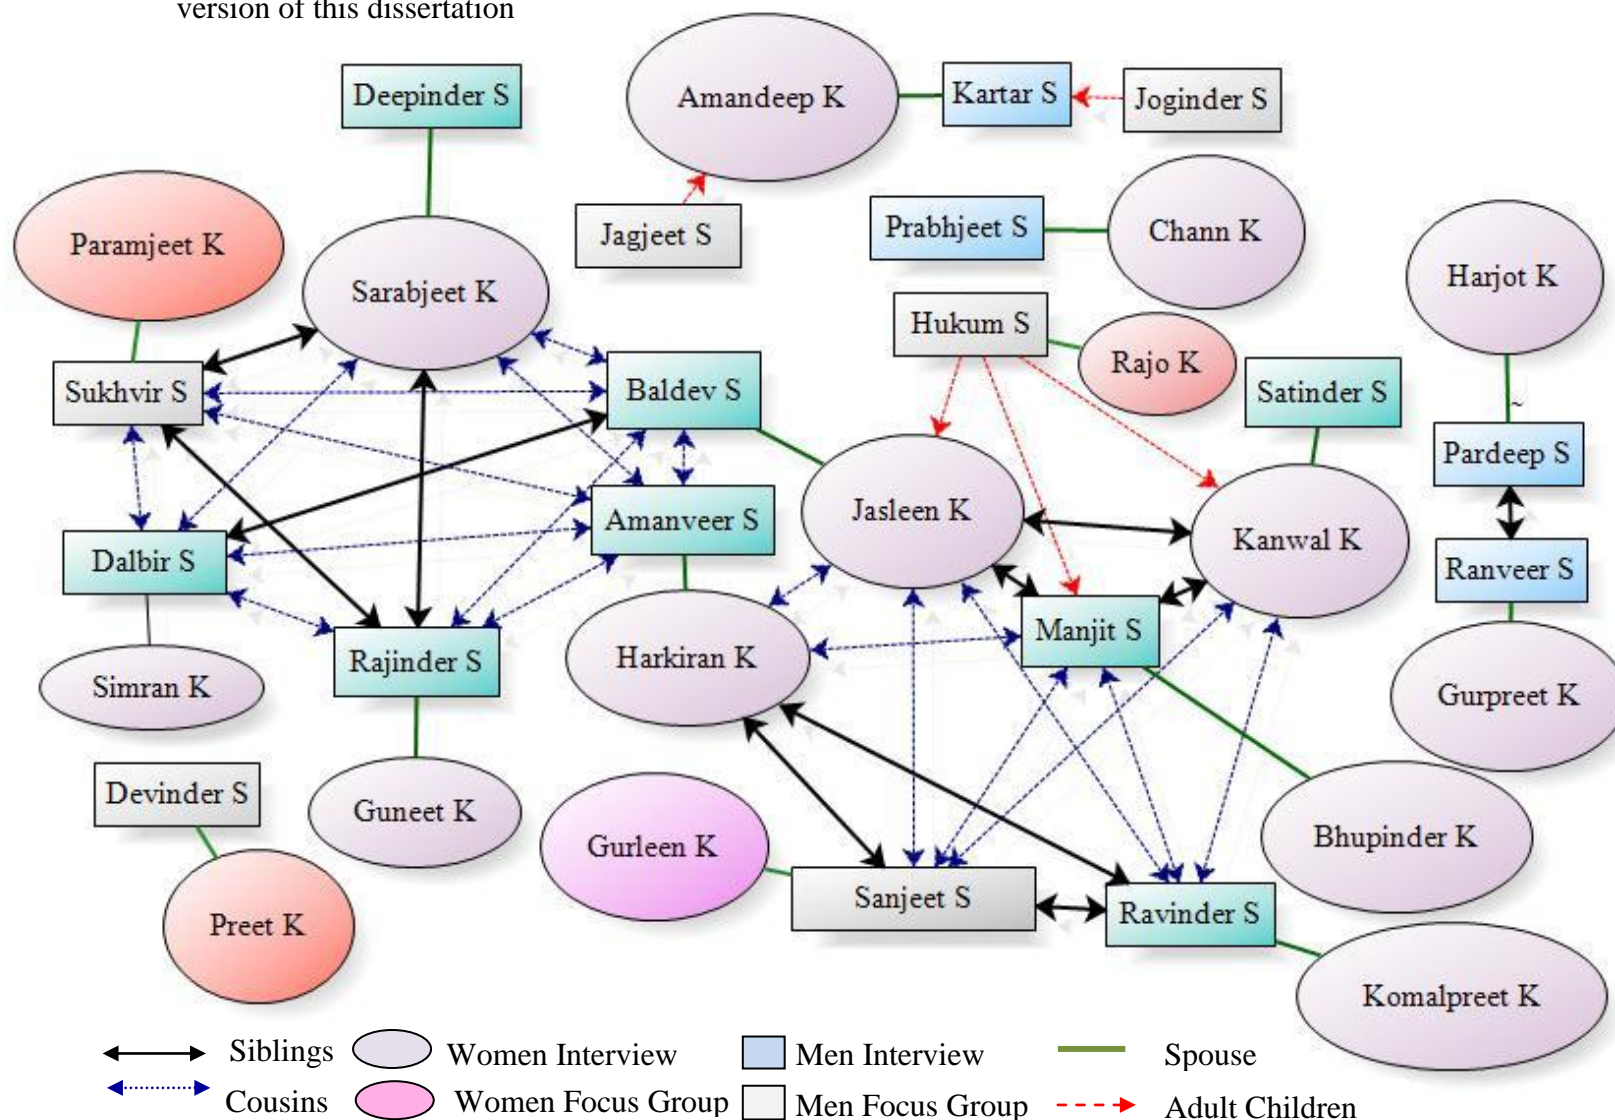 version of this dissertation
Deepinder S
Amandeep K
Kartar S
Joginder S
Paramjeet K
Sarabjeet K
Jagjeet S
Prabhjeet S
Chann K
Harjot K
Hukum S
Rajo K
Sukhvir S
Baldev S
Satinder S
~
Pardeep S
Jasleen K
Kanwal K
Amanveer S
Dalbir S
Ranveer S
Manjit S
Rajinder S
Harkiran K
Simran K
Gurpreet K
Devinder S
Guneet K
Gurleen K
Bhupinder K
Sanjeet S
Ravinder S
Preet K
Komalpreet K
Siblings Women Interview Men Interview Spouse
Cousins Women Focus Group Men Focus Group Adult Children